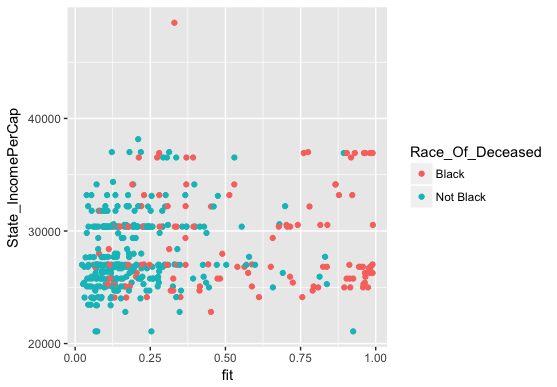 40000
30000
20000
State_IncomePerCap
0.00 0.25 0.50 0.75 1.00
fit
Race_Of_Deceased
Black
Not Black